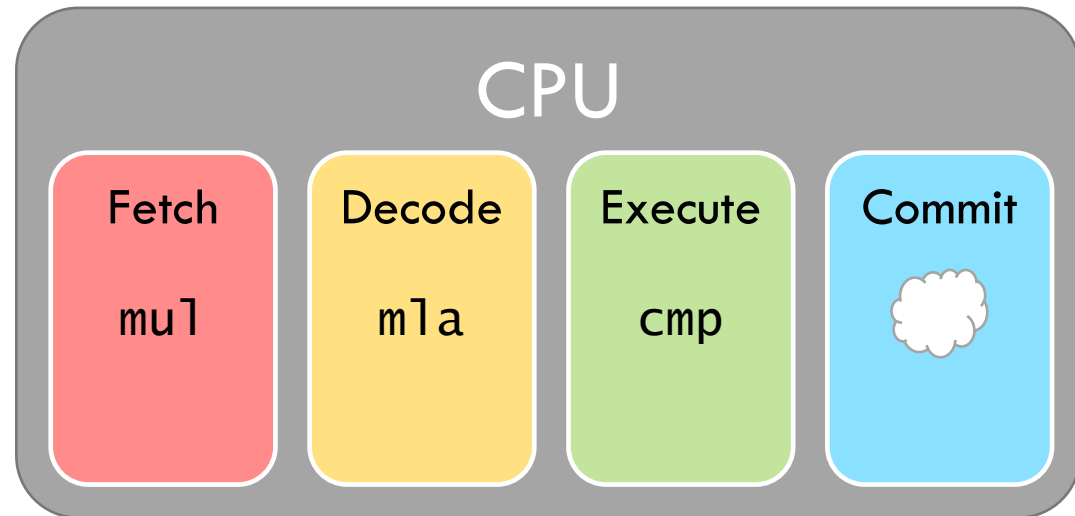 CPU
Fetch
Decode
Execute
Commit
mul
mla
cmp